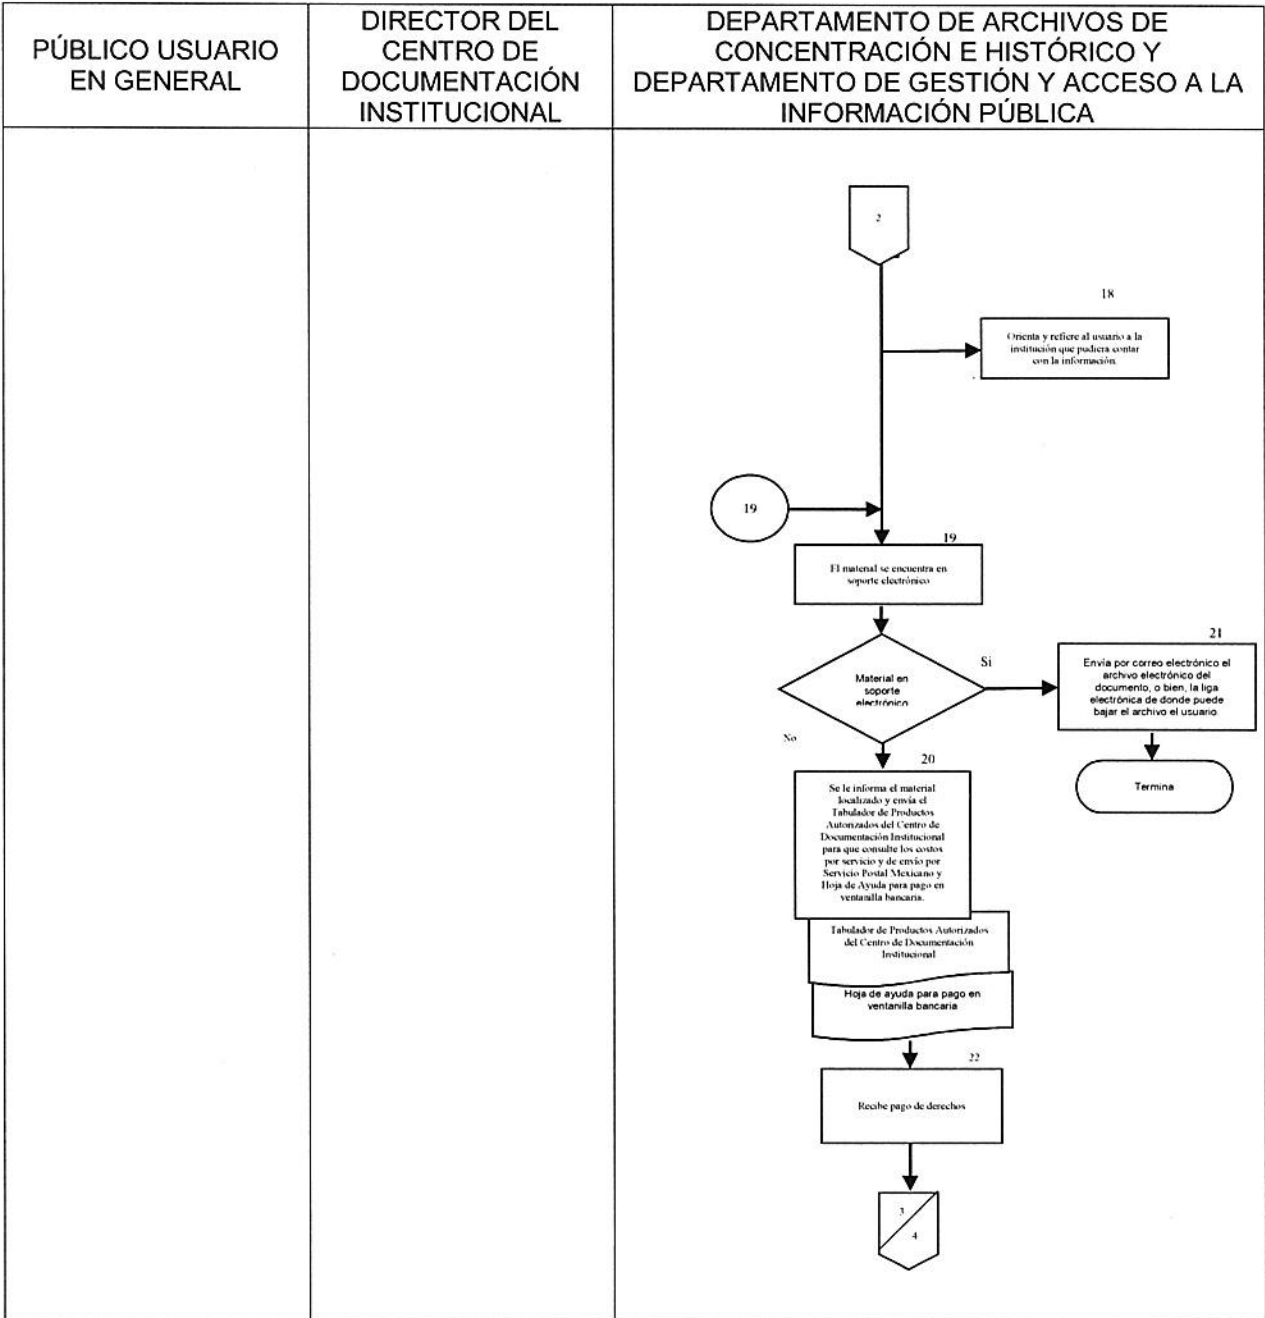 PÚBLICO USUARIO
EN GENERAL
DIRECTOR DEL
CENTRO DE
DOCUMENTACIÓN
INSTITUCIONAL
DEPARTAMENTO DE ARCHIVOS DE
CONCENTRACIÓN E HISTÓRICO Y
DEPARTAMENTO DE GESTIÓN Y ACCESO A LA
INFORMACIÓN PÚBLICA
2
18
Orienta y refiere al usuario a la
institución que pudiera contar
con la información.
19
19
El material se encuentra en
soporte electrónico
Material en
soporte
electrónico
Si
21
Envía por correo electrónico el
archivo electrónico del
documento, o bien, la liga
electrónica de donde puede
bajar el archivo el usuario.
Termina
No
20
Se le informa el material
localizado y envía el
Tabulador de Productos
Autorizados del Centro de
Documentación Institucional
para que consulte los costos
por servicio y de envío por
Servicio Postal Mexicano y
Hoja de Ayuda para pago en
ventanilla bancaria.
Tabulador de Productos Autorizados
del Centro de Documentación
Institucional
Hoja de ayuda para pago en
ventanilla bancaria
22
Recibe pago de derechos
3
4